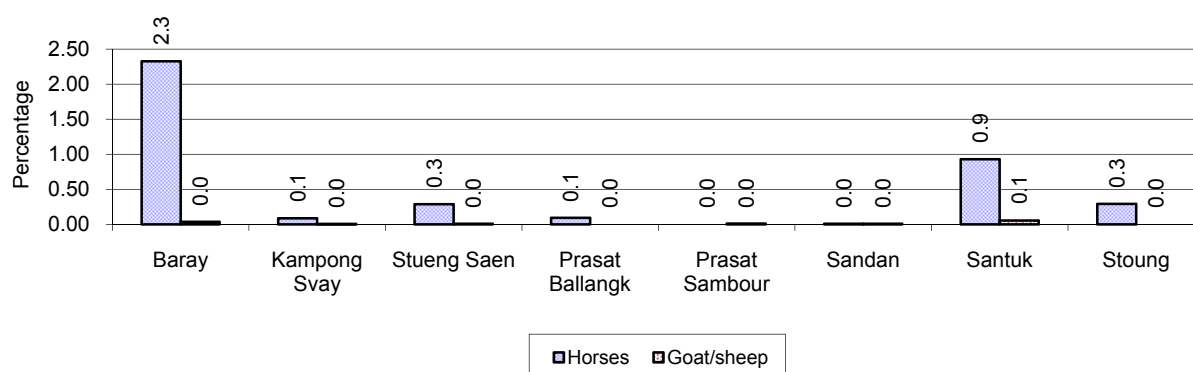 Percentage
2.50
2.00
1.50
1.00
0.50
0.00
2.3
0.0
0.1
0.0
0.3
0.0
0.1
0.0
0.0
0.0
0.0
0.0
0.9
0.1
0.3
0.0
Baray
Kampong
Svay
Stueng Saen
Prasat
Ballangk
Prasat
Sambour
Sandan
Santuk
Stoung
Horses
Goat/sheep